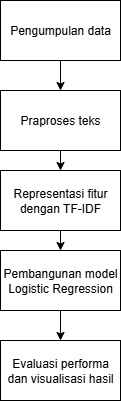 Pengumpulan data
Praproses teks
Representasi fitur
dengan TF-IDF
Pembangunan model
Logistic Regression
Evaluasi performa
dan visualisasi hasil